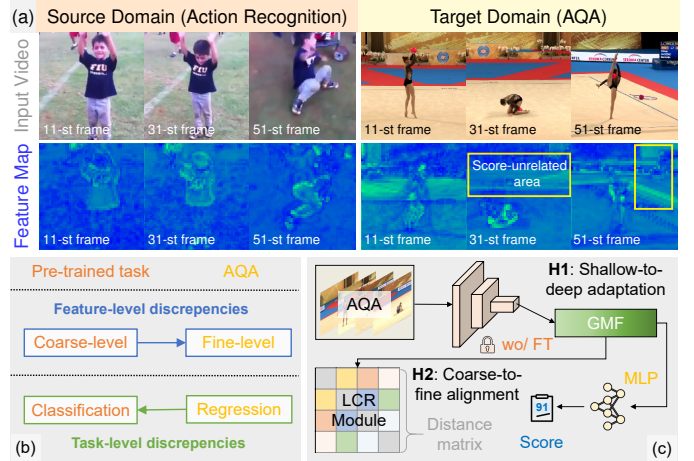 (a)
Source Domain (Action Recognition)
Target Domain (AQA)
Input Video
FIU
11-st frame
31-st frame
51-st frame
11-st frame
31-st frame
51-st frame
Feature Map
Score-unrelated
area
11-st frame
31-st frame
51-st frame
11-st frame
31-st frame
51-st frame
Pre-trained task
AQA
Feature-level discrepencies
Coarse-level
Fine-level
Classification
Regression
Task-level discrepencies
(b)
AQA
H1: Shallow-to-
deep adaptation
GMF
wo/ FT
H2: Coarse-to-
fine alignment
LCR
Module
Distance
matrix
MLP
91
Score
(c)